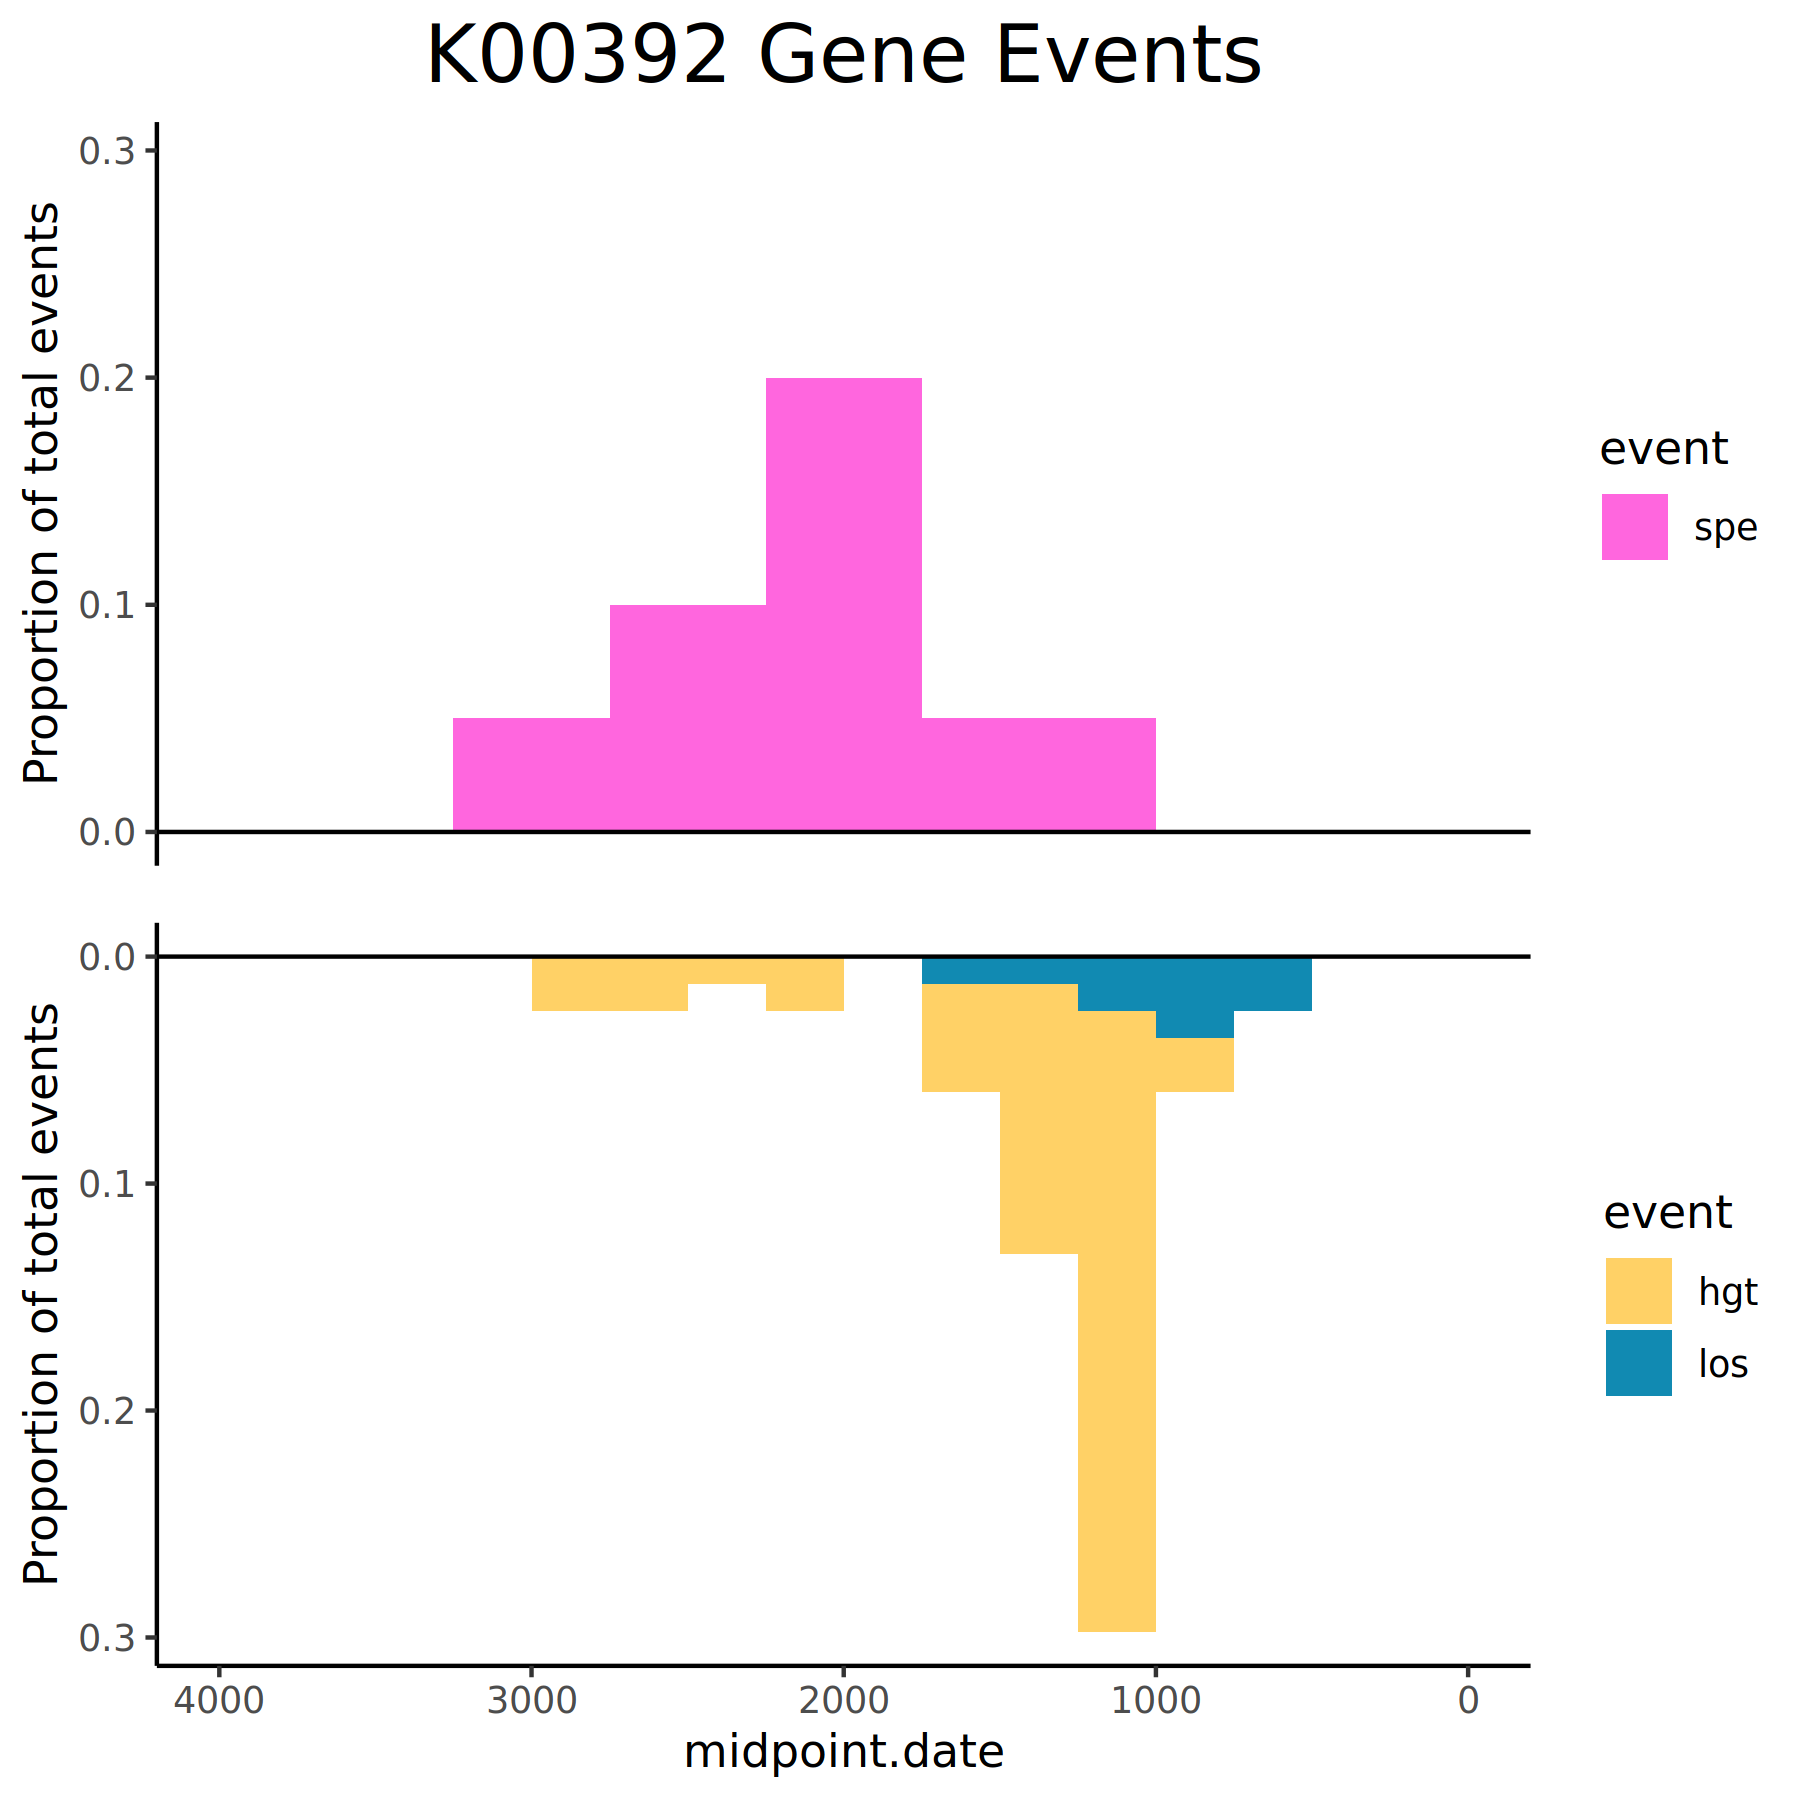 K00392 Gene Events
Proportion of total events
0.3
0.2
0.1
0.0
event
spe
Proportion of total events
0.0
0.1
0.2
0.3
event
hgt
los
4000 3000 2000 1000 0
midpoint.date